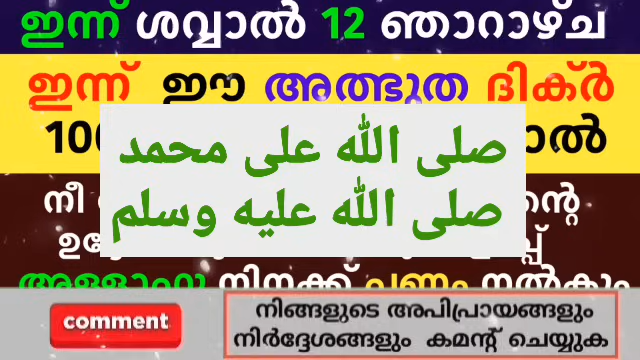 ഇന്ന് ശവ്വാൽ 12 ഞാറാഴ്ച
ഇന്ന് ഈ അത്ഭുത ദിക്ർ
صلى الله على محمد
صلى الله عليه وسلم
നീ
അള്ളാഹു നിനക്ക് പണം നൽകും
comment
നിങ്ങളുടെ അപിപ്രായങ്ങളും
നിർദ്ദേശങ്ങളും കമന്റ് ചെയ്യുക